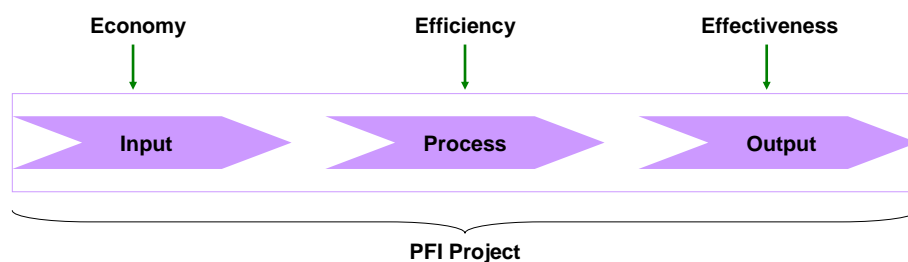 Economy Efficiency Effectiveness
Input Process Output
PFI Project